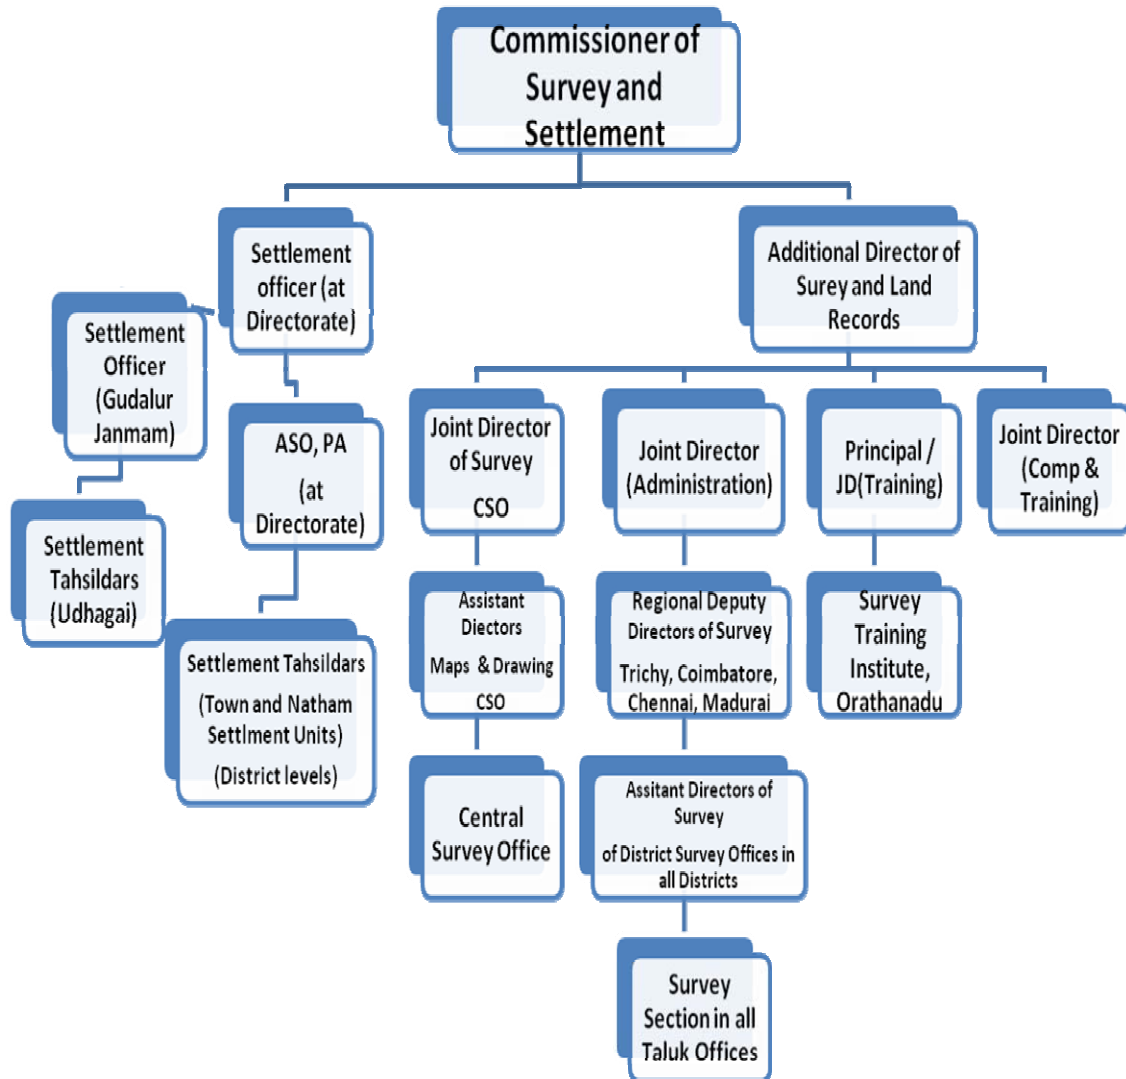 Commissioner of
Survey and
Settlement
Settlement
officer (at
Directorate)
Additional Director of
Surey and Land
Records
Settlement
Officer
(Gudalur
Janmam)
ASO, PA
(at
Directorate)
Joint Director
of Survey
CSO
Joint Director
(Administration)
Principal /
JD(Training)
Joint Director
(Comp &
Training)
Settlement
Tahsildars
(Udhagai)
Settlement Tahsildars
(Town and Natham
Settlment Units)
(District levels)
Assistant
Diectors
Maps & Drawing
CSO
Regional Deputy
Directors of Survey
Trichy, Coimbatore,
Chennai, Madurai
Survey
Training
Institute,
Orathanadu
Central
Survey Office
Assitant Directors of
Survey
of District Survey Offices in
all Districts
Survey
Section in all
Taluk Offices